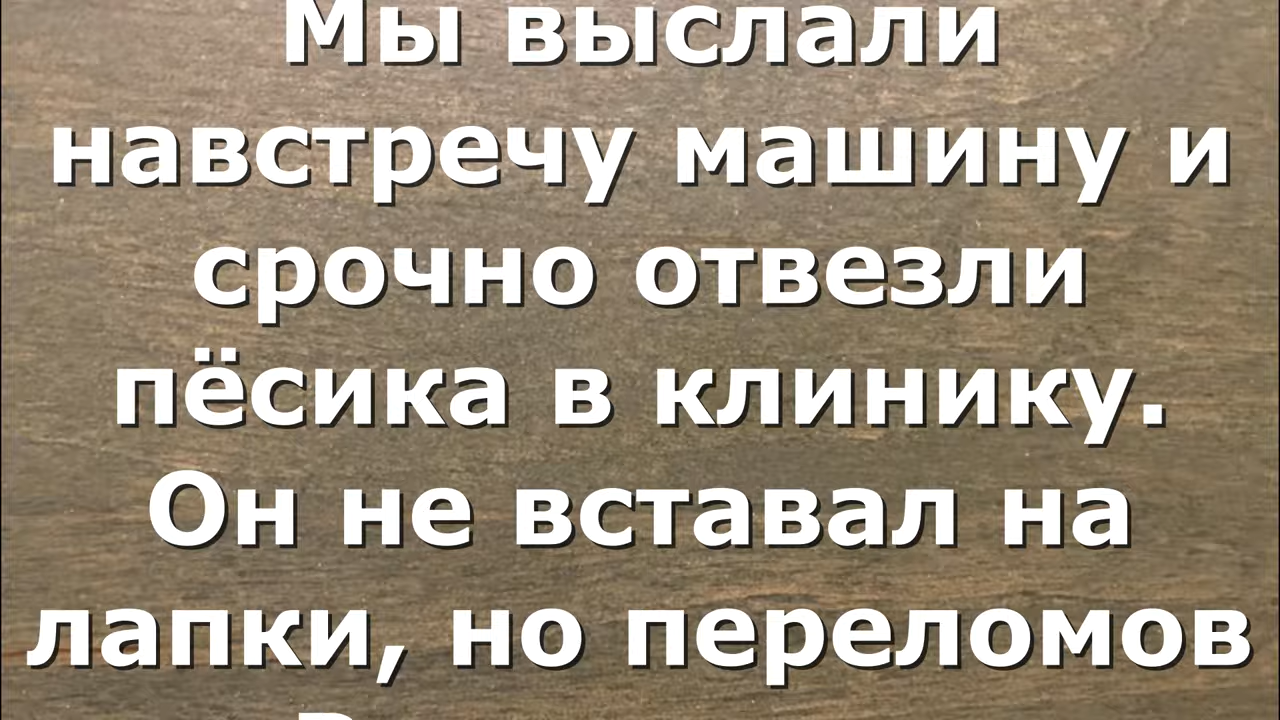 Мы выслали
навстречу машину и
срочно отвезли
пёсика в клинику.
Он не вставал на
лапки, но переломов